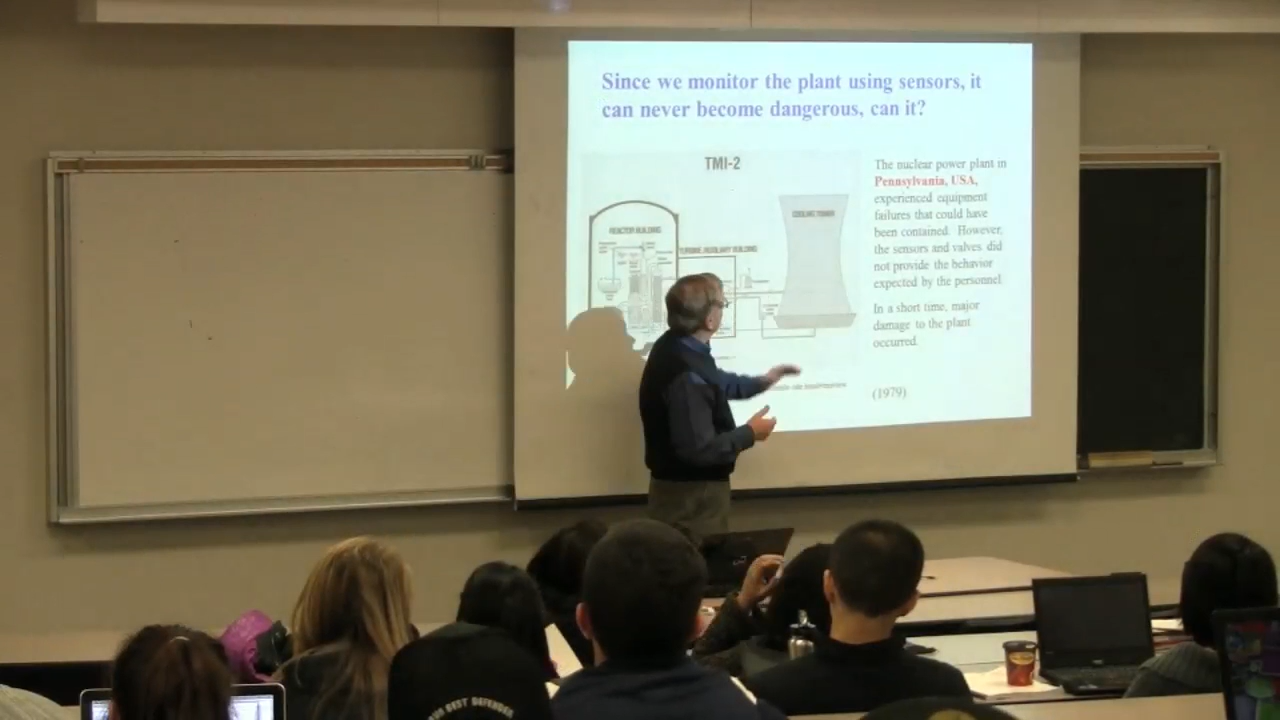 Since we monitor the plant using sensors, it
can never become dangerous, can it?
TMI-2
REACTOR BUILDING
TURBINE AUXILIARY BUILDING
COOLING TOWER
The nuclear power plant in
Pennsylvania, USA,
experienced equipment
failures that could have
been contained. However,
the sensors and valves did
not provide the behavior
expected by the personnel
In a short time, major
damage to the plant
occurred.
(1979)
BEST DEFENDER